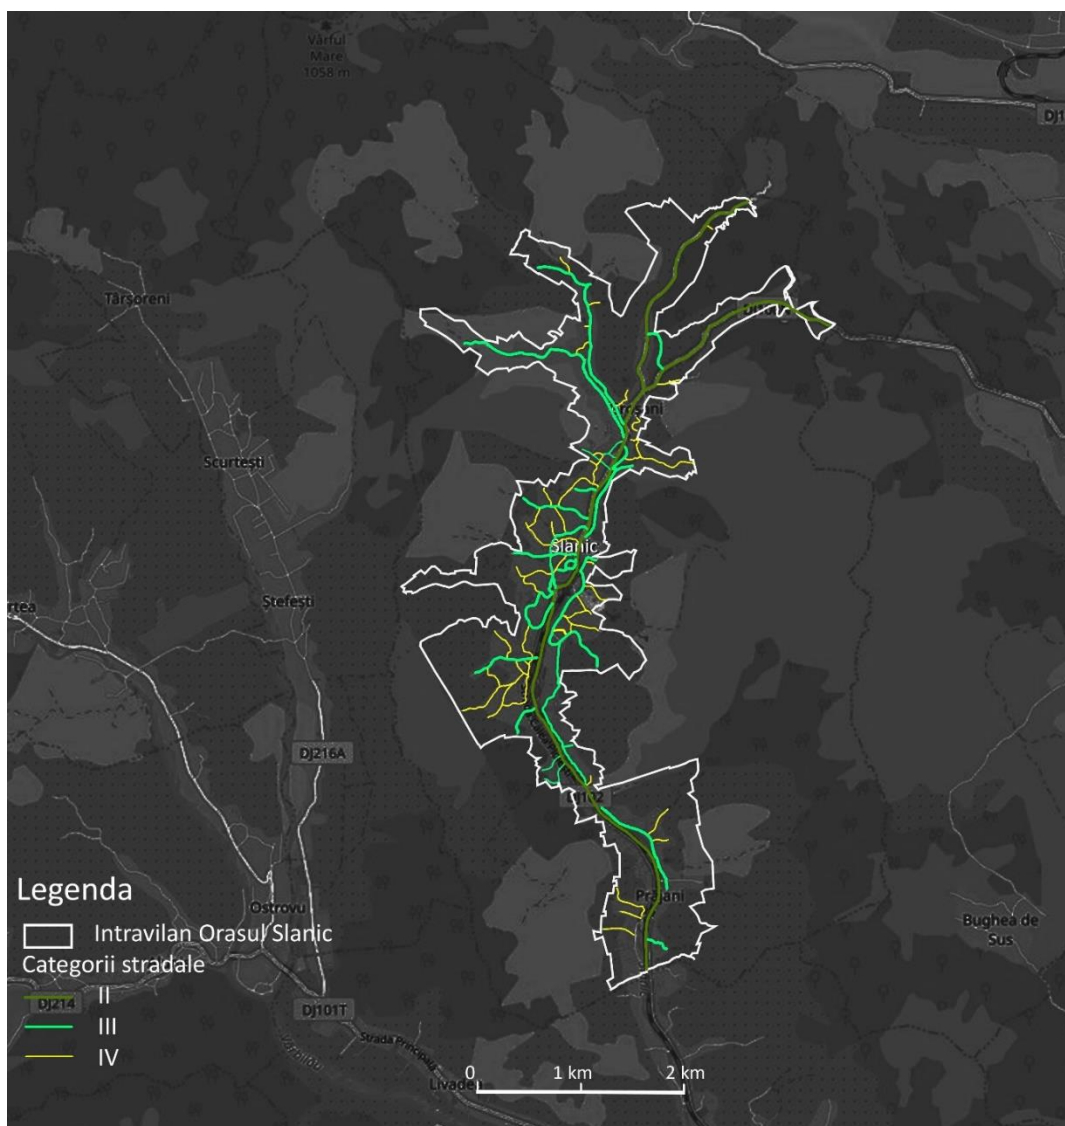 Vârful
Mare
1058 m
DJ1
Târșoreni
Scurtești
Slanic
Ștefești
rtea
DJ216A
DJ102
Legenda
Prăjani
Ostrovu
Intravilan Orasul Slanic
Bughea de
Sus
Categorii stradale
II
DJ214
DJ101T
III
Strada Principală
IV
0 1 km 2 km
Livadea